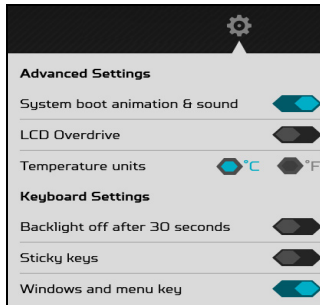 Advanced Settings
System boot animation & sound
LCD Overdrive
Temperature units °C °F
Keyboard Settings
Backlight off after 30 seconds
Sticky keys
Windows and menu key